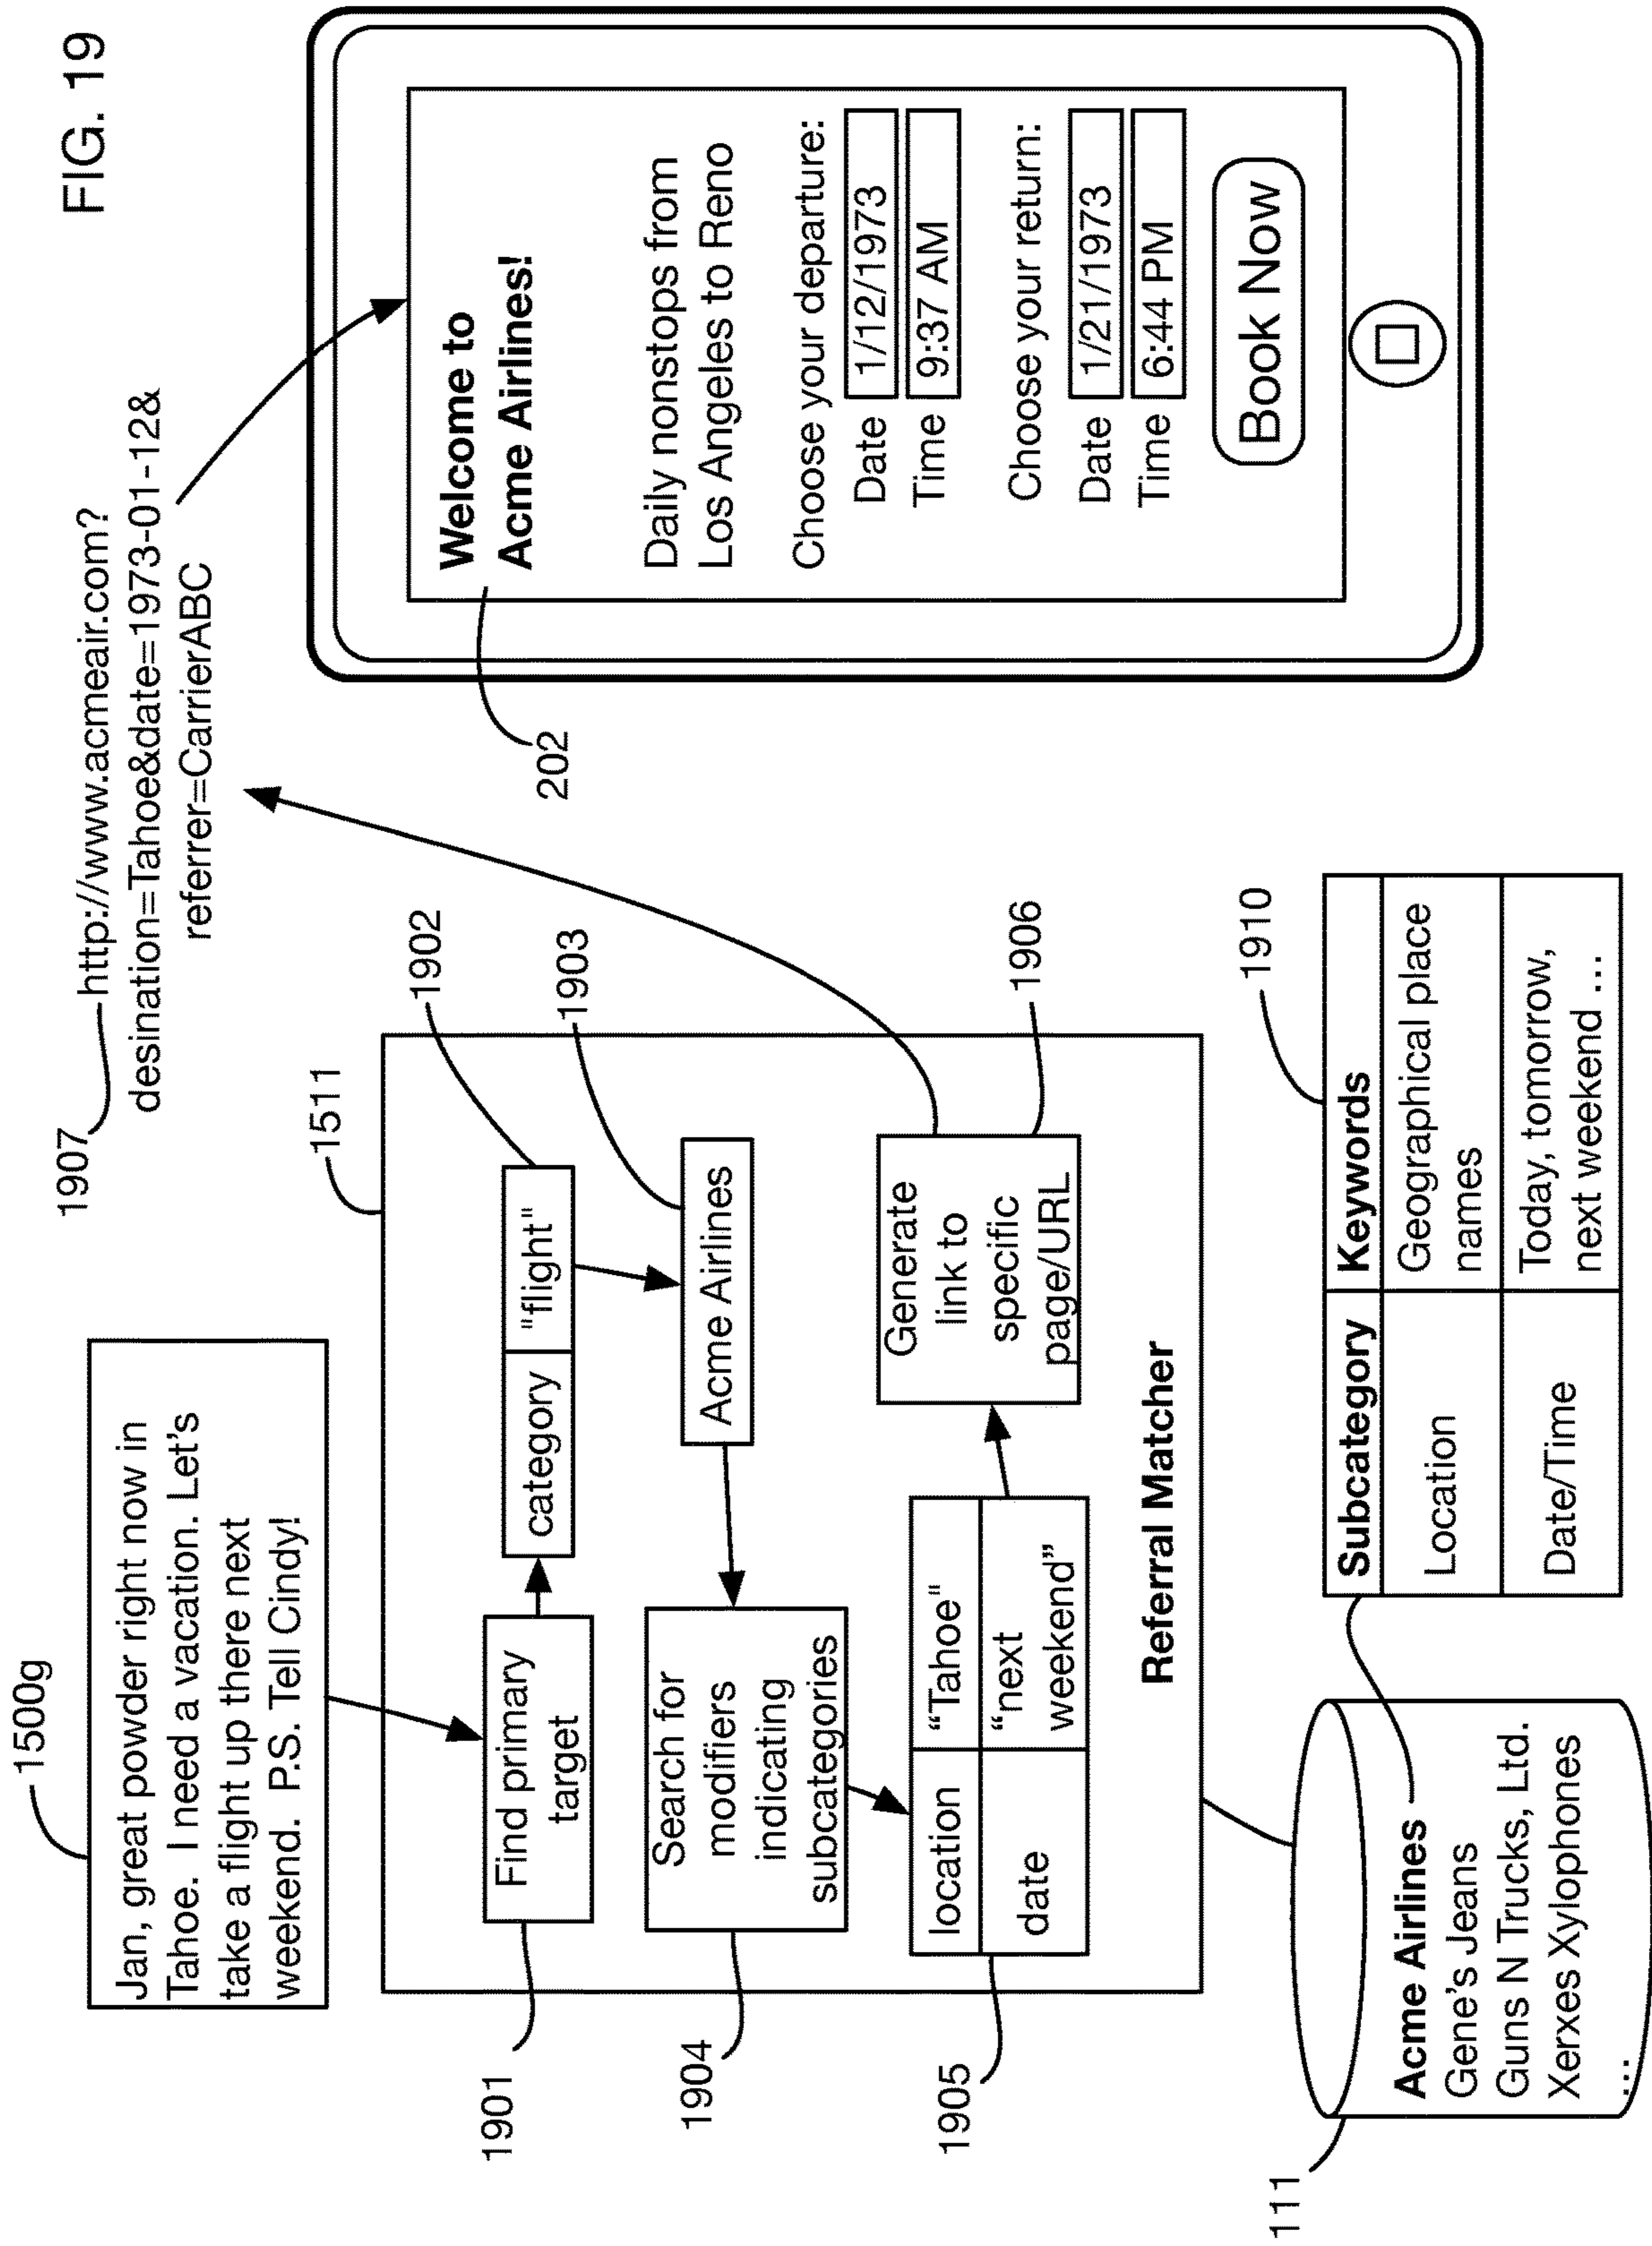 FIG. 19
1500g
Jan, great powder right now in
Tahoe.  I need a vacation. Let's
take a flight up there next
weekend.  P.S. Tell Cindy!
1511
1901
Find primary
target
category
"flight"
1902
Acme Airlines
1903
1904
Search for
modifiers
indicating
subcategories
1905
location
“Tahoe"
date
“next
weekend”
Generate
link to
specific
page/URL
1906
Referral Matcher
111
Acme Airlines
Gene's Jeans
Guns N Trucks, Ltd.
Xerxes Xylophones
...
1910
Subcategory
Keywords
Location
Geographical place
names
Date/Time
Today, tomorrow,
next weekend ...
1907
http://www.acmeair.com?
desination=Tahoe&date=1973-01-12&
referrer=CarrierABC
202
Welcome to
Acme Airlines!
Daily nonstops from
Los Angeles to Reno
Choose your departure:
Date 1/12/1973
Time 9:37 AM
Choose your return:
Date 1/21/1973
Time 6:44 PM
Book Now